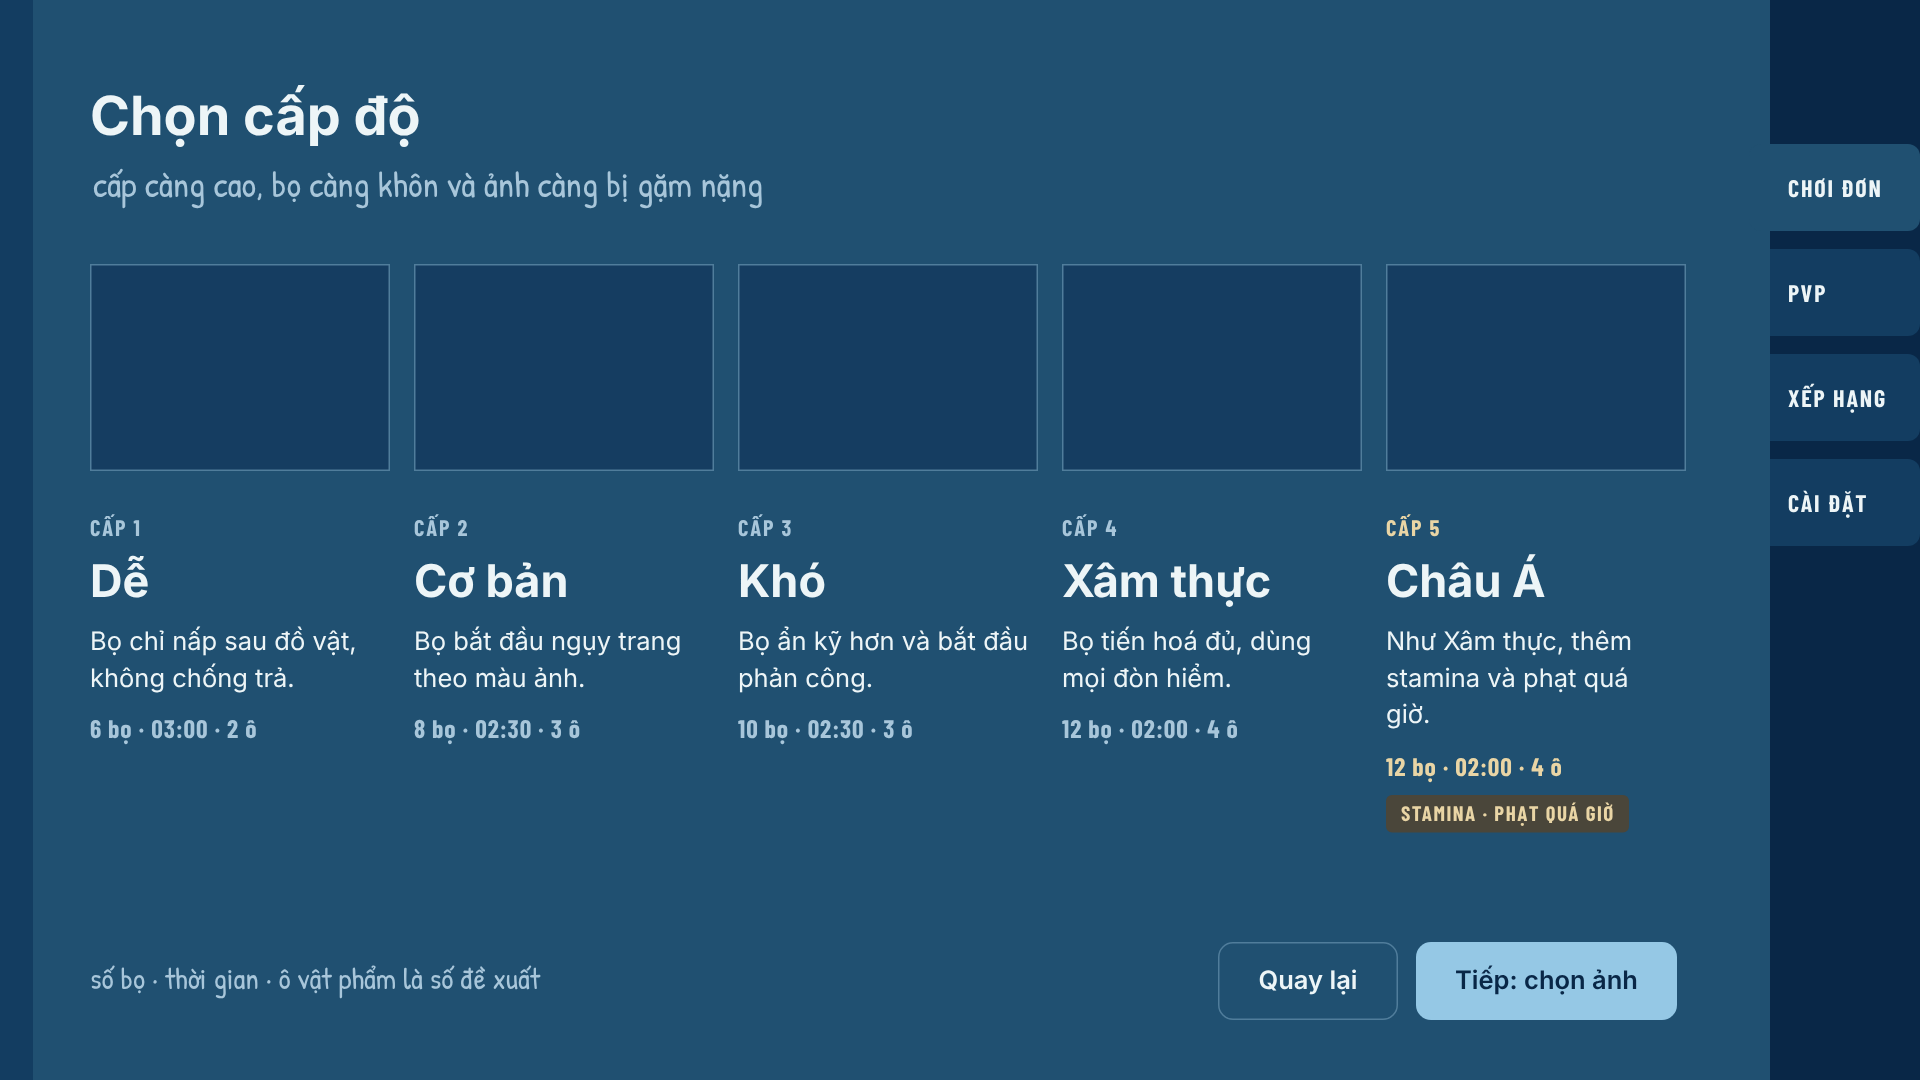 Chọn cấp độ
cấp càng cao, bọ càng khôn và ảnh càng bị gặm nặng
CẤP 1
Dễ
Bọ chỉ nấp sau đồ vật,
không chống trả.
6 bọ · 03:00 · 2 ô
CẤP 2
Cơ bản
Bọ bắt đầu ngụy trang
theo màu ảnh.
8 bọ · 02:30 · 3 ô
CẤP 3
Khó
Bọ ẩn kỹ hơn và bắt đầu
phản công.
10 bọ · 02:30 · 3 ô
CẤP 4
Xâm thực
Bọ tiến hoá đủ, dùng
mọi đòn hiểm.
12 bọ · 02:00 · 4 ô
CẤP 5
Châu Á
Như Xâm thực, thêm
stamina và phạt quá
giờ.
12 bọ · 02:00 · 4 ô
STAMINA · PHẠT QUÁ GIỜ
số bọ · thời gian · ô vật phẩm là số đề xuất
Quay lại
Tiếp: chọn ảnh
CHƠI ĐƠN
PVP
XẾP HẠNG
CÀI ĐẶT